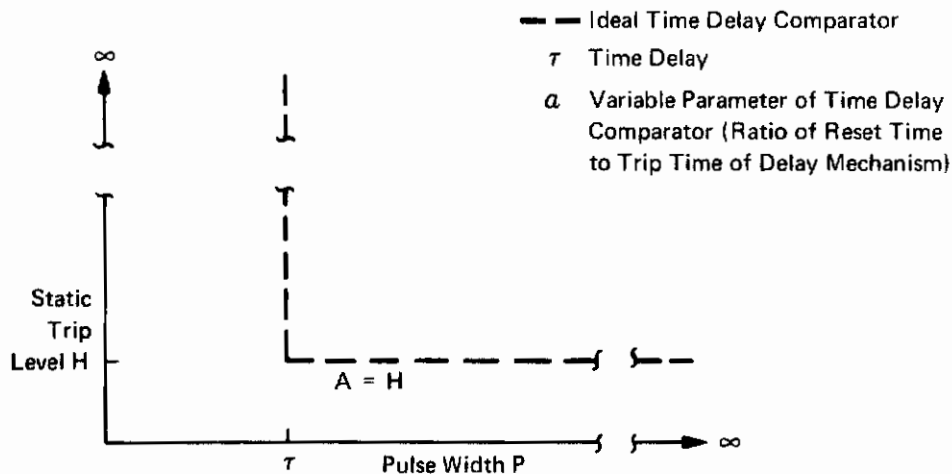 Ideal Time Delay Comparator
τ Time Delay
a Variable Parameter of Time Delay
Comparator (Ratio of Reset Time
to Trip Time of Delay Mechanism)
∞
Static
Trip
Level H
A = H
τ Pulse Width P ∞